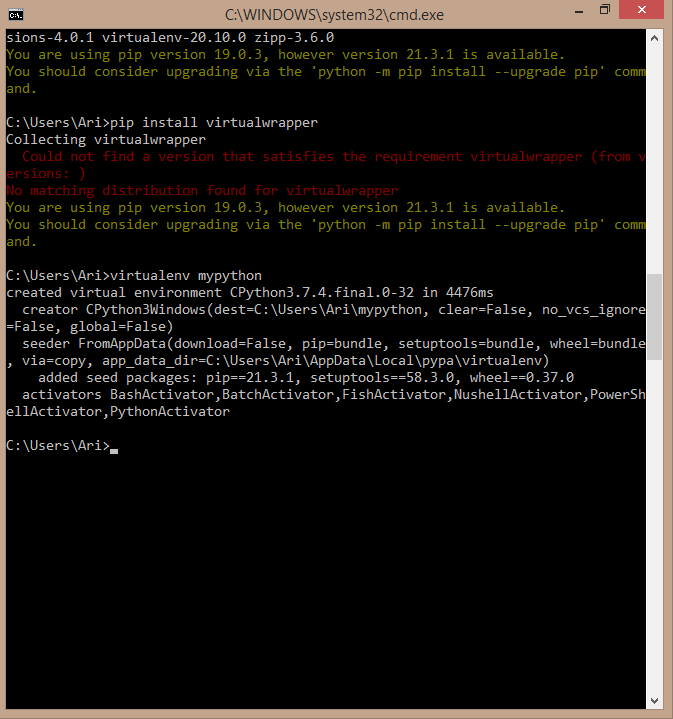 C:\WINDOWS\system32\cmd.exe
sions-4.0.1 virtualenv-20.10.0 zipp-3.6.0
You are using pip version 19.0.3, however version 21.3.1 is available.
You should consider upgrading via the 'python -m pip install --upgrade pip' comm
and.
C:\Users\Ari>pip install virtualwrapper
Collecting virtualwrapper
  Could not find a version that satisfies the requirement virtualwrapper (from v
ersions: )
No matching distribution found for virtualwrapper
You are using pip version 19.0.3, however version 21.3.1 is available.
You should consider upgrading via the 'python -m pip install --upgrade pip' comm
and.
C:\Users\Ari>virtualenv mypython
created virtual environment CPython3.7.4.final.0-32 in 4476ms
  creator CPython3Windows(dest=C:\Users\Ari\mypython, clear=False, no_vcs_ignore
=False, global=False)
  seeder FromAppData(download=False, pip=bundle, setuptools=bundle, wheel=bundle
, via=copy, app_data_dir=C:\Users\Ari\AppData\Local\pypa\virtualenv)
    added seed packages: pip==21.3.1, setuptools==58.3.0, wheel==0.37.0
  activators BashActivator,BatchActivator,FishActivator,NushellActivator,PowerSh
ellActivator,PythonActivator
C:\Users\Ari>